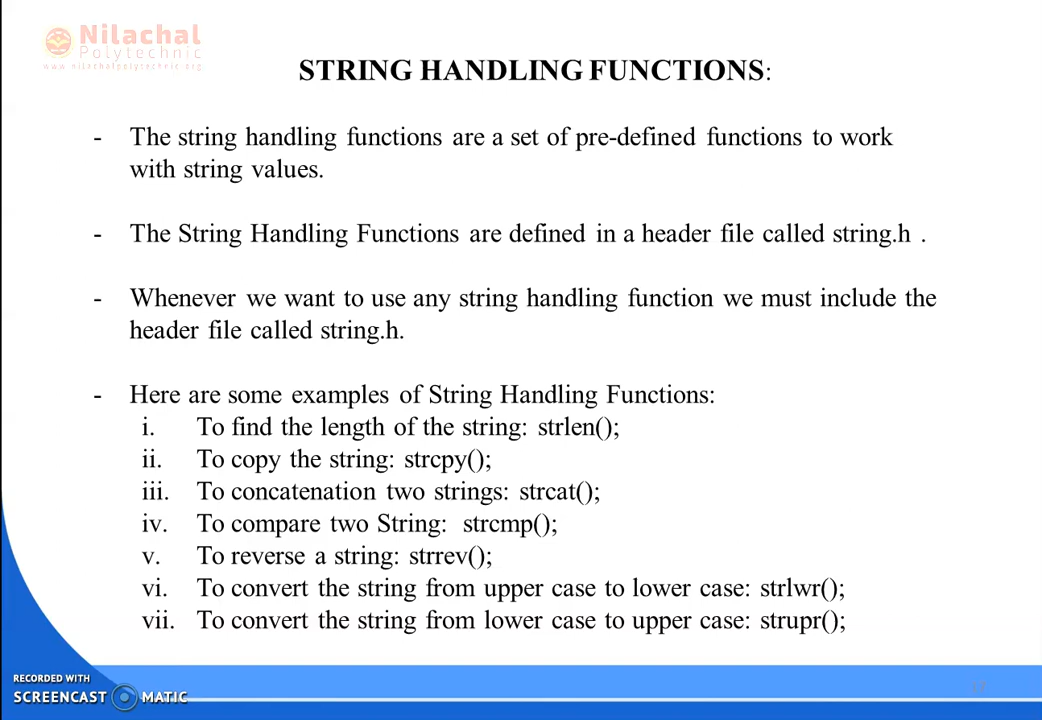 Nilachal
Polytechnic
www.nilachalpolytechnic.org
STRING HANDLING FUNCTIONS:
- The string handling functions are a set of pre-defined functions to work
with string values.
- The String Handling Functions are defined in a header file called string.h .
- Whenever we want to use any string handling function we must include the
header file called string.h.
- Here are some examples of String Handling Functions:
i. To find the length of the string: strlen();
ii. To copy the string: strcpy();
iii. To concatenation two strings: strcat();
iv. To compare two String: strcmp();
v. To reverse a string: strrev();
vi. To convert the string from upper case to lower case: strlwr();
vii. To convert the string from lower case to upper case: strupr();
RECORDED WITH
SCREENCAST MATIC